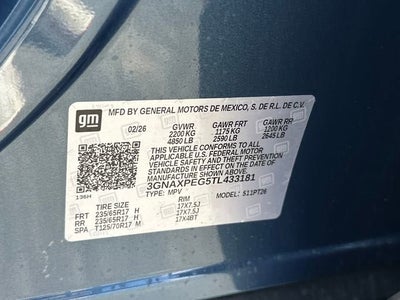 gm
MFD BY GENERAL MOTORS DE MEXICO, S. DE R.L. DE C.V.
02/26 GVWR GAWR FRT GAWR RR
2200 KG 1175 KG 1200 KG
4850 LB 2590 LB 2645 LB
THIS VEHICLE CONFORMS TO ALL
APPLICABLE U.S. FEDERAL MOTOR
VEHICLE SAFETY AND THEFT PREVENTION
STANDARDS IN EFFECT ON THE DATE OF
MANUFACTURE SHOWN ABOVE.
136H 3GNAXPEG5TL433181
TYPE: MPV MODEL: 511PT26
TIRE SIZE RIM
FRT 235/65R17 H 17X7.5J
RR 235/65R17 H 17X7.5J
SPA T125/70R17 M 17X4BT